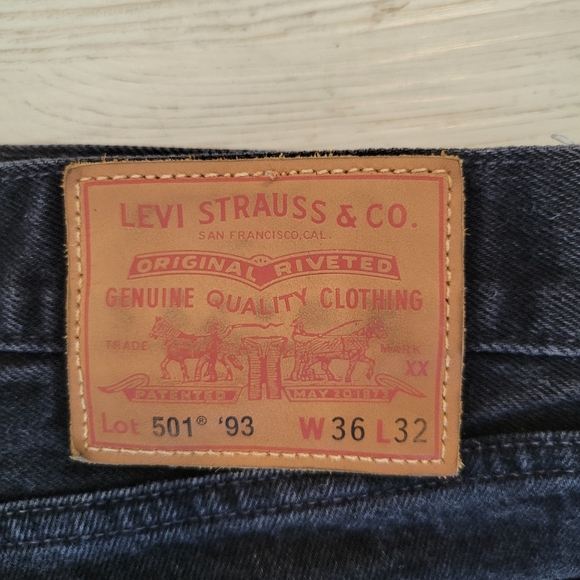 LEVI STRAUSS & CO.
SAN FRANCISCO, CAL.
ORIGINAL RIVETED
GENUINE QUALITY CLOTHING
TRADE MARK
XX
PATENTED MAY 20 1873
Lot 501® '93 W 36 L 32